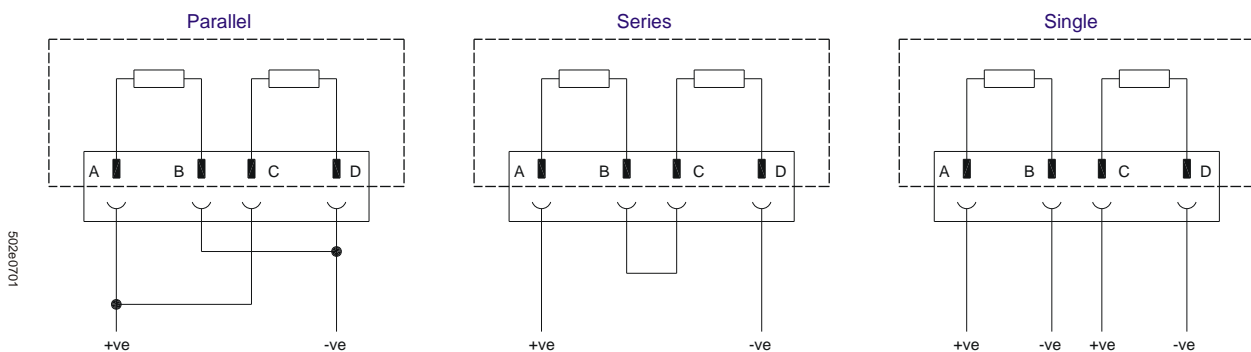 Parallel
Series
Single
A B C D
A B C D
A B C D
502e0701
+ve -ve
+ve -ve
+ve -ve +ve -ve